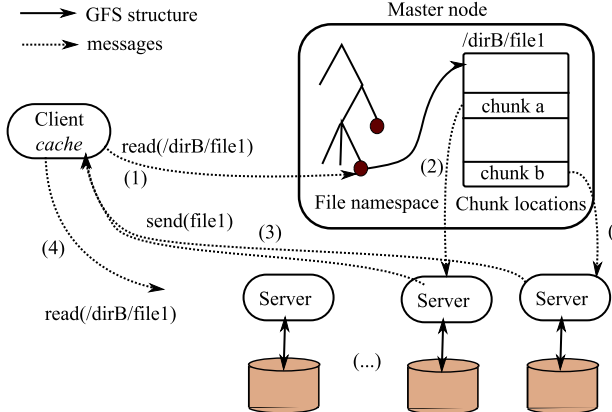 GFS structure
messages
Master node
/dirB/file1
chunk a
chunk b
Client
cache
read(/dirB/file1)
(1)
(2)
File namespace
Chunk locations
send(file1)
(3)
(4)
(
read(/dirB/file1)
Server
Server
Server
(...)